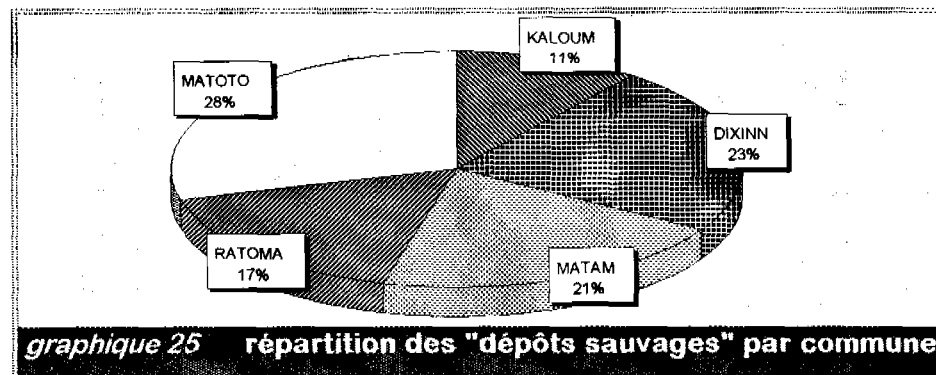 KALOUM
11%
MATOTO
28%
DIXINN
23%
RATOMA
17%
MATAM
21%
graphique 25 répartition des "dépôts sauvages" par commune